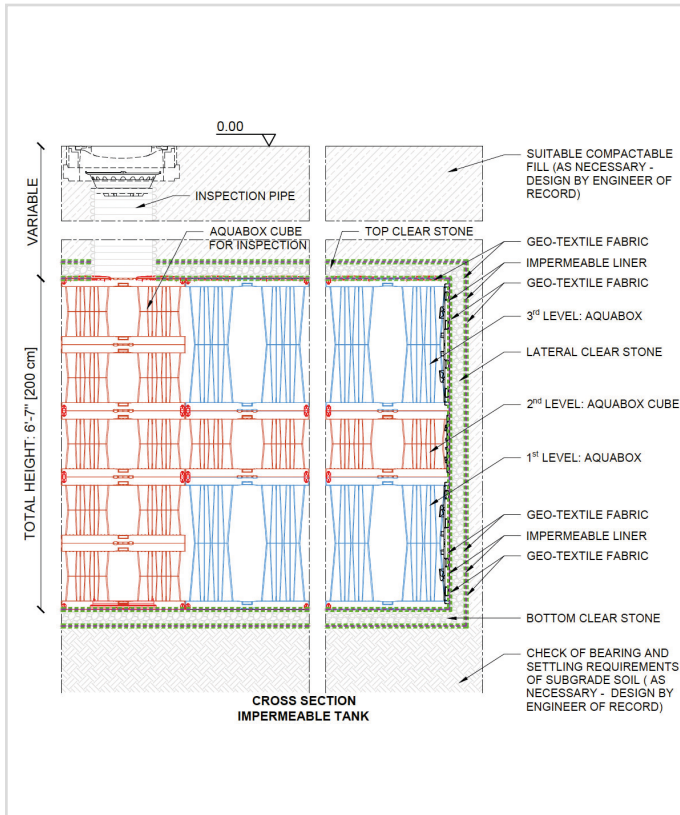 0.00
SUITABLE COMPACTABLE
FILL (AS NECESSARY -
DESIGN BY ENGINEER OF
RECORD)
INSPECTION PIPE
VARIABLE
AQUABOX CUBE
FOR INSPECTION
TOP CLEAR STONE
GEO-TEXTILE FABRIC
IMPERMEABLE LINER
GEO-TEXTILE FABRIC
3rd LEVEL: AQUABOX
LATERAL CLEAR STONE
2nd LEVEL: AQUABOX CUBE
TOTAL HEIGHT: 6'-7" [200 cm]
1st LEVEL: AQUABOX
GEO-TEXTILE FABRIC
IMPERMEABLE LINER
GEO-TEXTILE FABRIC
BOTTOM CLEAR STONE
CHECK OF BEARING AND
SETTLING REQUIREMENTS
OF SUBGRADE SOIL ( AS
NECESSARY - DESIGN BY
ENGINEER OF RECORD)
CROSS SECTION
IMPERMEABLE TANK